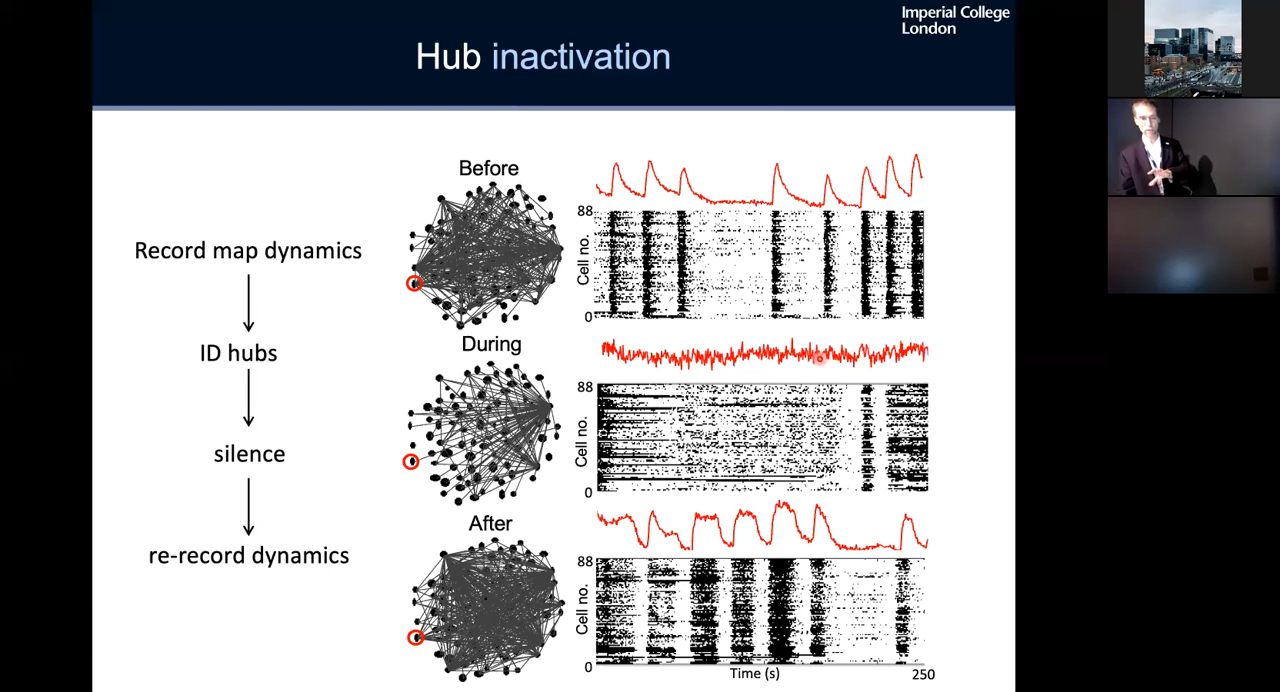 Imperial College
London
Hub inactivation
Record map dynamics
ID hubs
silence
re-record dynamics
Before
88
Cell no.
0
During
88
Cell no.
0
After
88
Cell no.
0
Time (s)
250